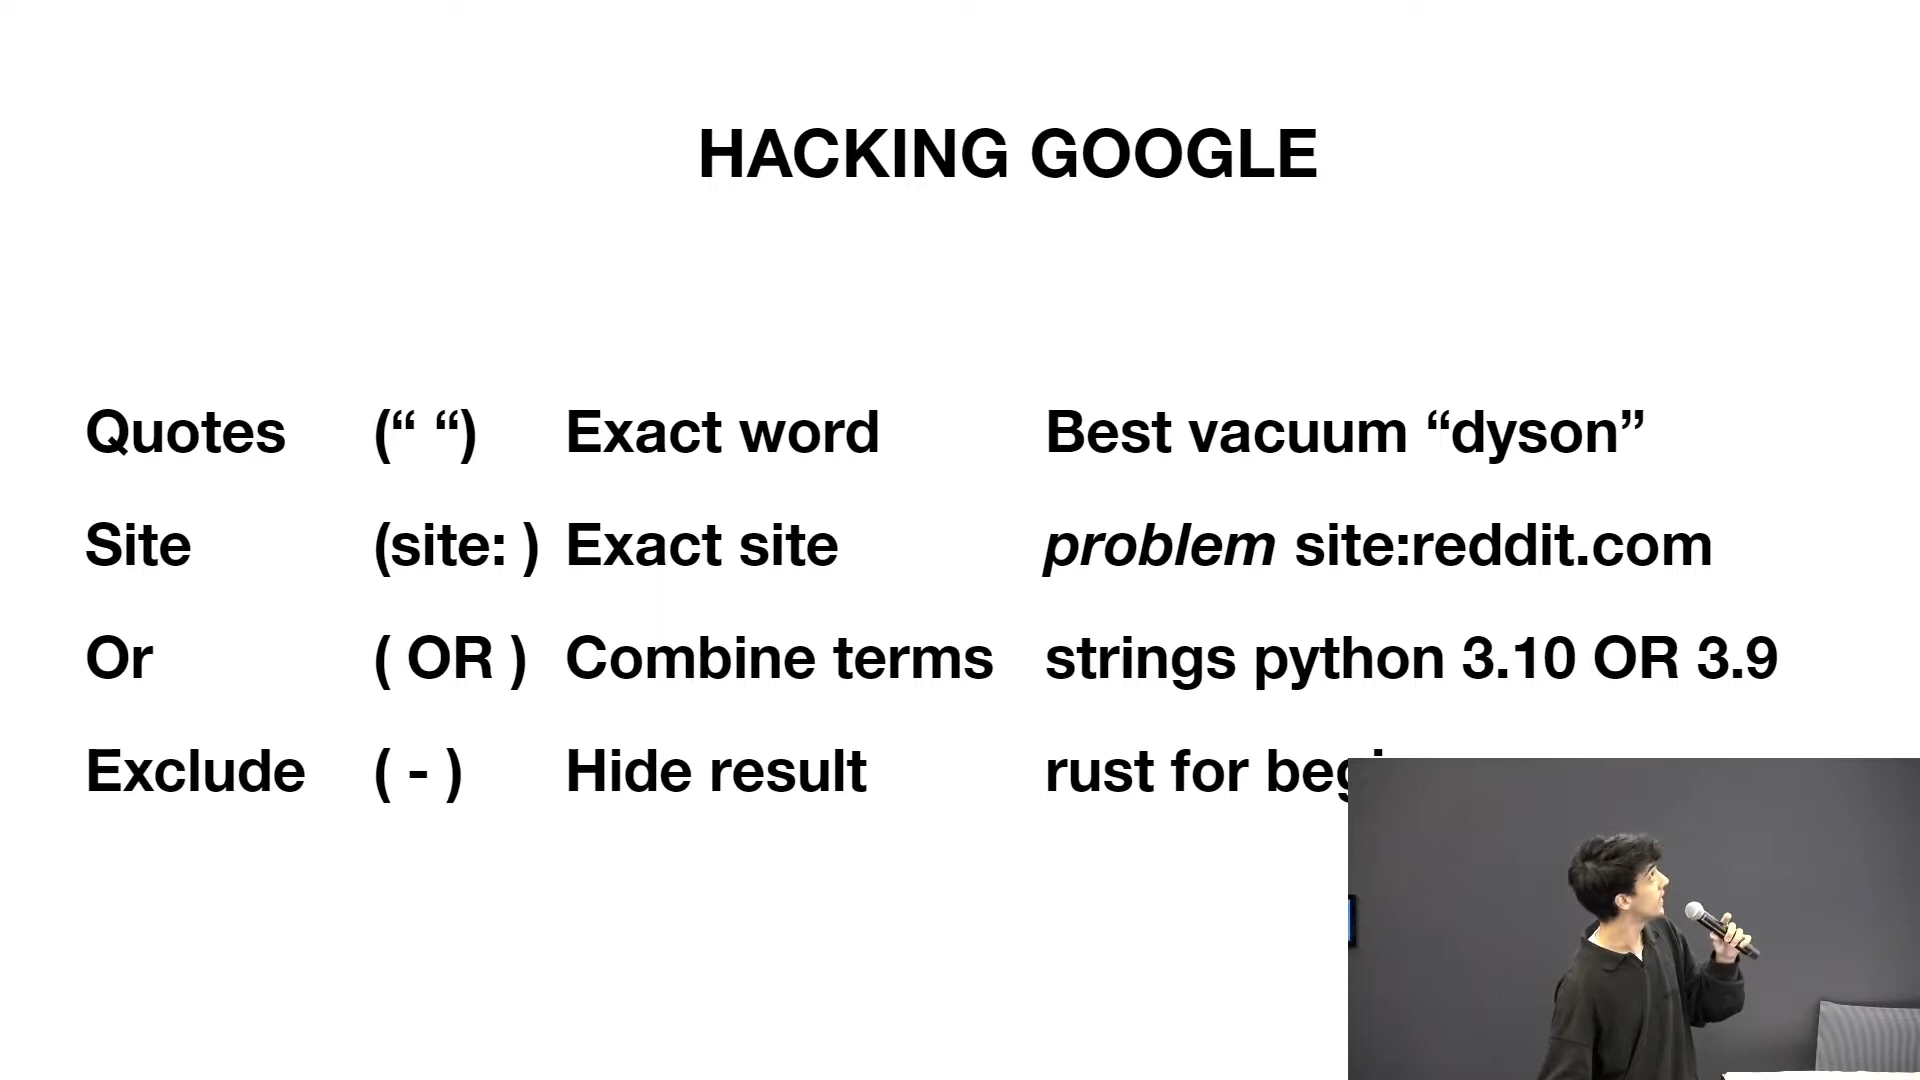 HACKING GOOGLE
Quotes (“ “) Exact word Best vacuum “dyson”
Site (site: ) Exact site problem site:reddit.com
Or ( OR ) Combine terms strings python 3.10 OR 3.9
Exclude ( - ) Hide result rust for